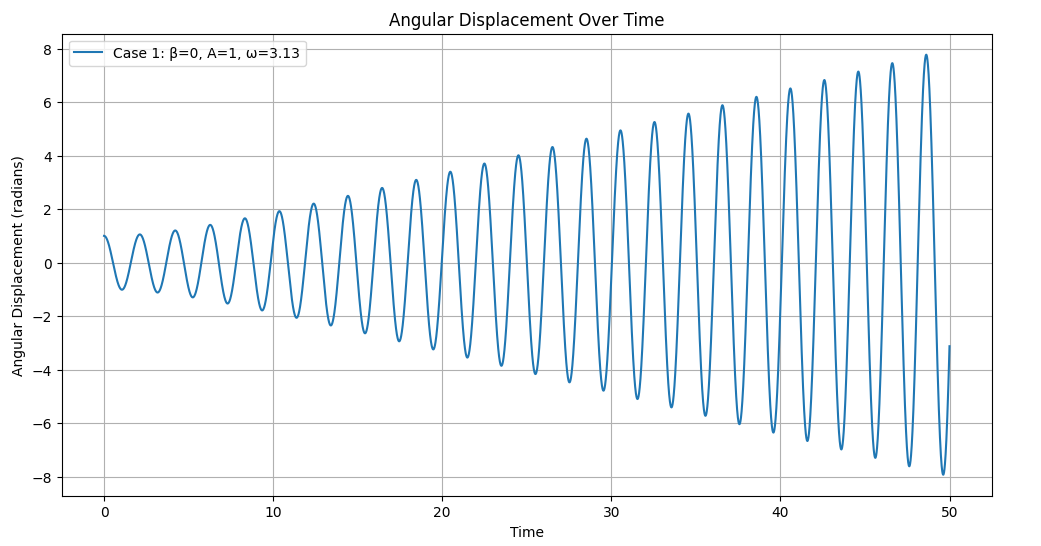 Angular Displacement Over Time
Case 1: β=0, A=1, ω=3.13
Angular Displacement (radians)
8
6
4
2
0
−2
−4
−6
−8
0 10 20 30 40 50
Time